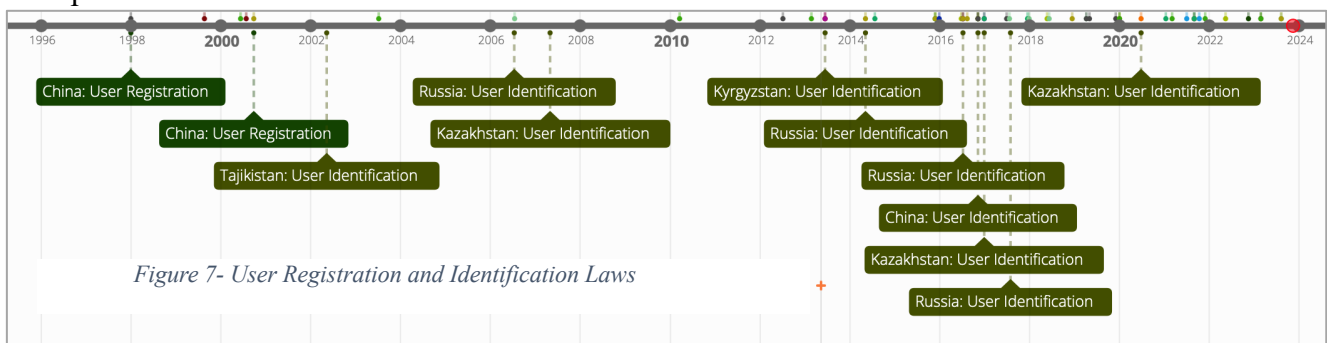 1996 1998 2000 2002 2004 2006 2008 2010 2012 2014 2016 2018 2020 2022 2024
China: User Registration Russia: User Identification Kyrgyzstan: User Identification Kazakhstan: User Identification
China: User Registration Kazakhstan: User Identification Russia: User Identification
Tajikistan: User Identification Russia: User Identification
China: User Identification
Kazakhstan: User Identification
Figure 7- User Registration and Identification Laws
Russia: User Identification